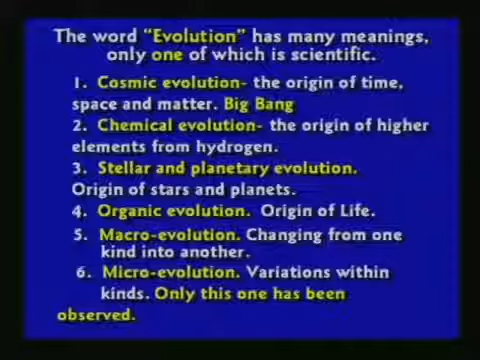 The word “Evolution” has many meanings,
only one of which is scientific.
1. Cosmic evolution- the origin of time,
space and matter. Big Bang
2. Chemical evolution- the origin of higher
elements from hydrogen.
3. Stellar and planetary evolution.
Origin of stars and planets.
4. Organic evolution. Origin of Life.
5. Macro-evolution. Changing from one
kind into another.
6. Micro-evolution. Variations within
kinds. Only this one has been
observed.